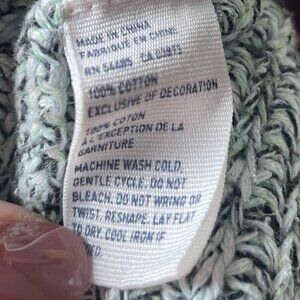 MADE IN CHINA
FABRIQUE EN CHINE
RN 54485 CA
100% COTTON
EXCLUSIVE OF DECORATION
100% COTON
A L'EXCEPTION DE LA
GARNITURE
MACHINE WASH COLD
GENTLE CYCLE. DO NOT
BLEACH. DO NOT WRING OR
TWIST. RESHAPE. LAY FLAT
TO DRY. COOL IRON IF